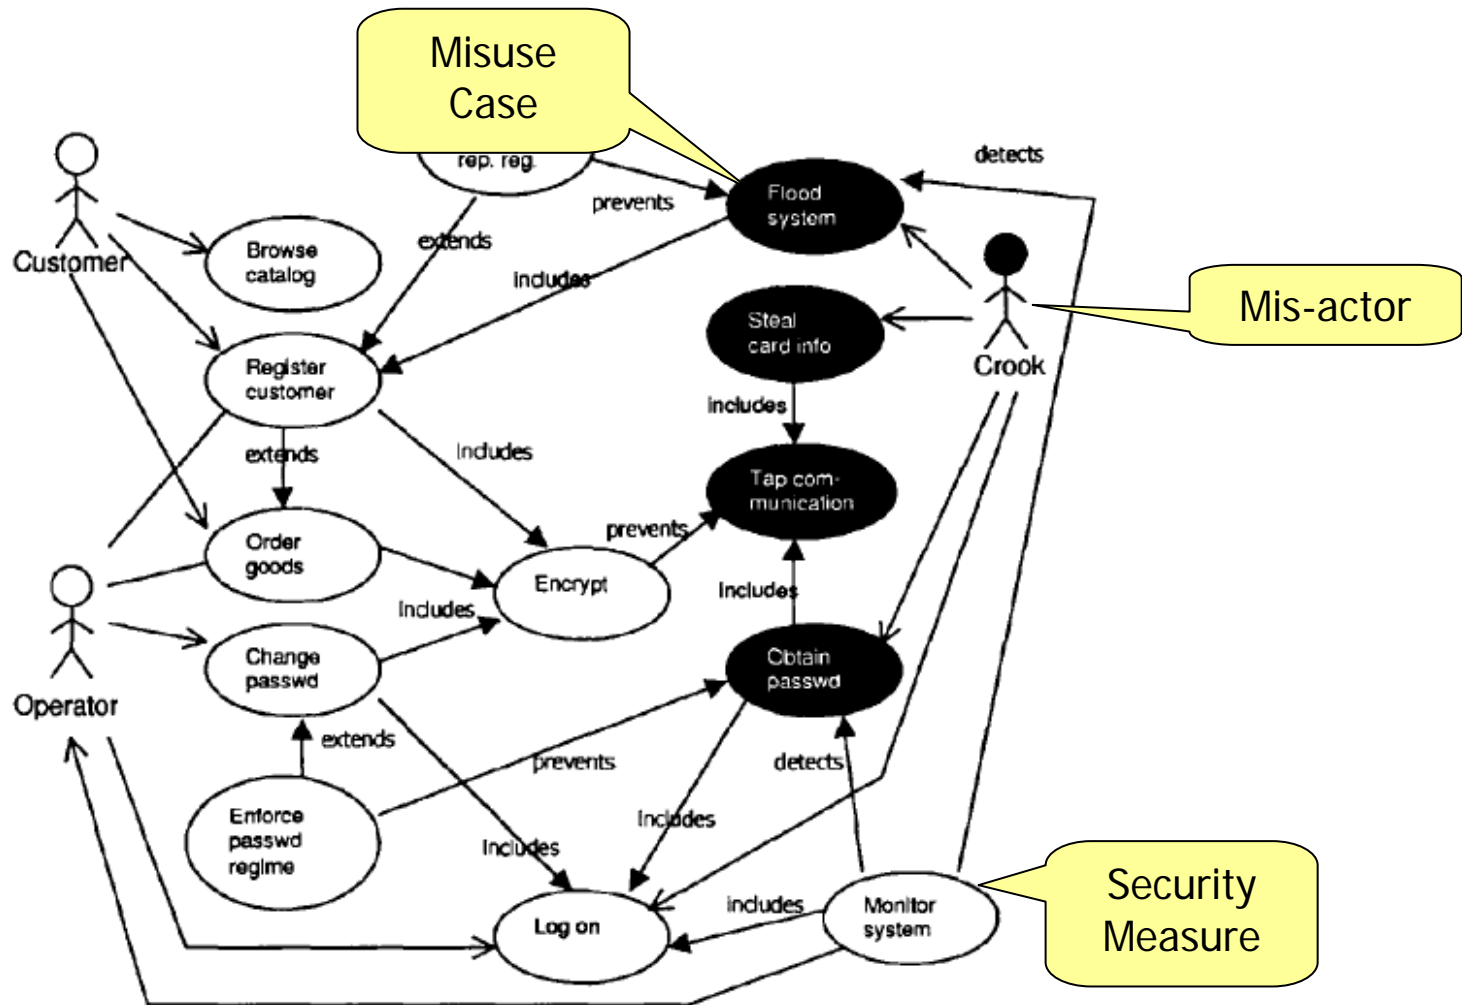 Misuse
Case
rep. reg.
detects
prevents
Flood
system
Customer
Browse
catalog
extends
includes
Crook
Mis-actor
Steal
card info
Register
customer
includes
extends
Includes
Tap com-
munication
prevents
Order
goods
Encrypt
Includes
Includes
Operator
Change
passwd
Obtain
passwd
extends
prevents
detects
Enforce
passwd
regime
Includes
Includes
Log on
includes
Monitor
system
Security
Measure